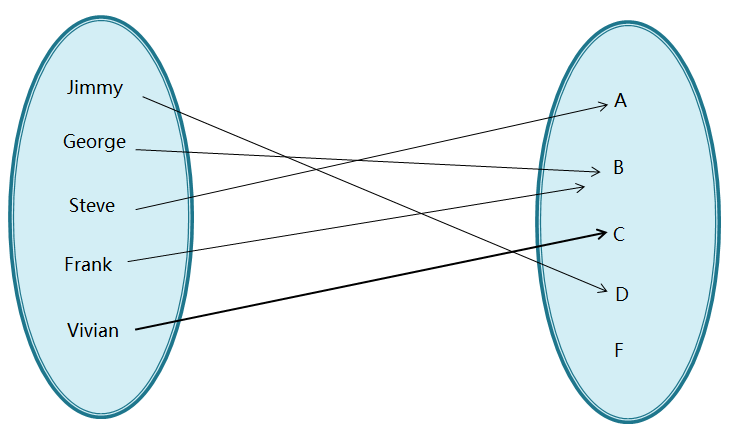 Jimmy
George
Steve
Frank
Vivian
A
B
C
D
F